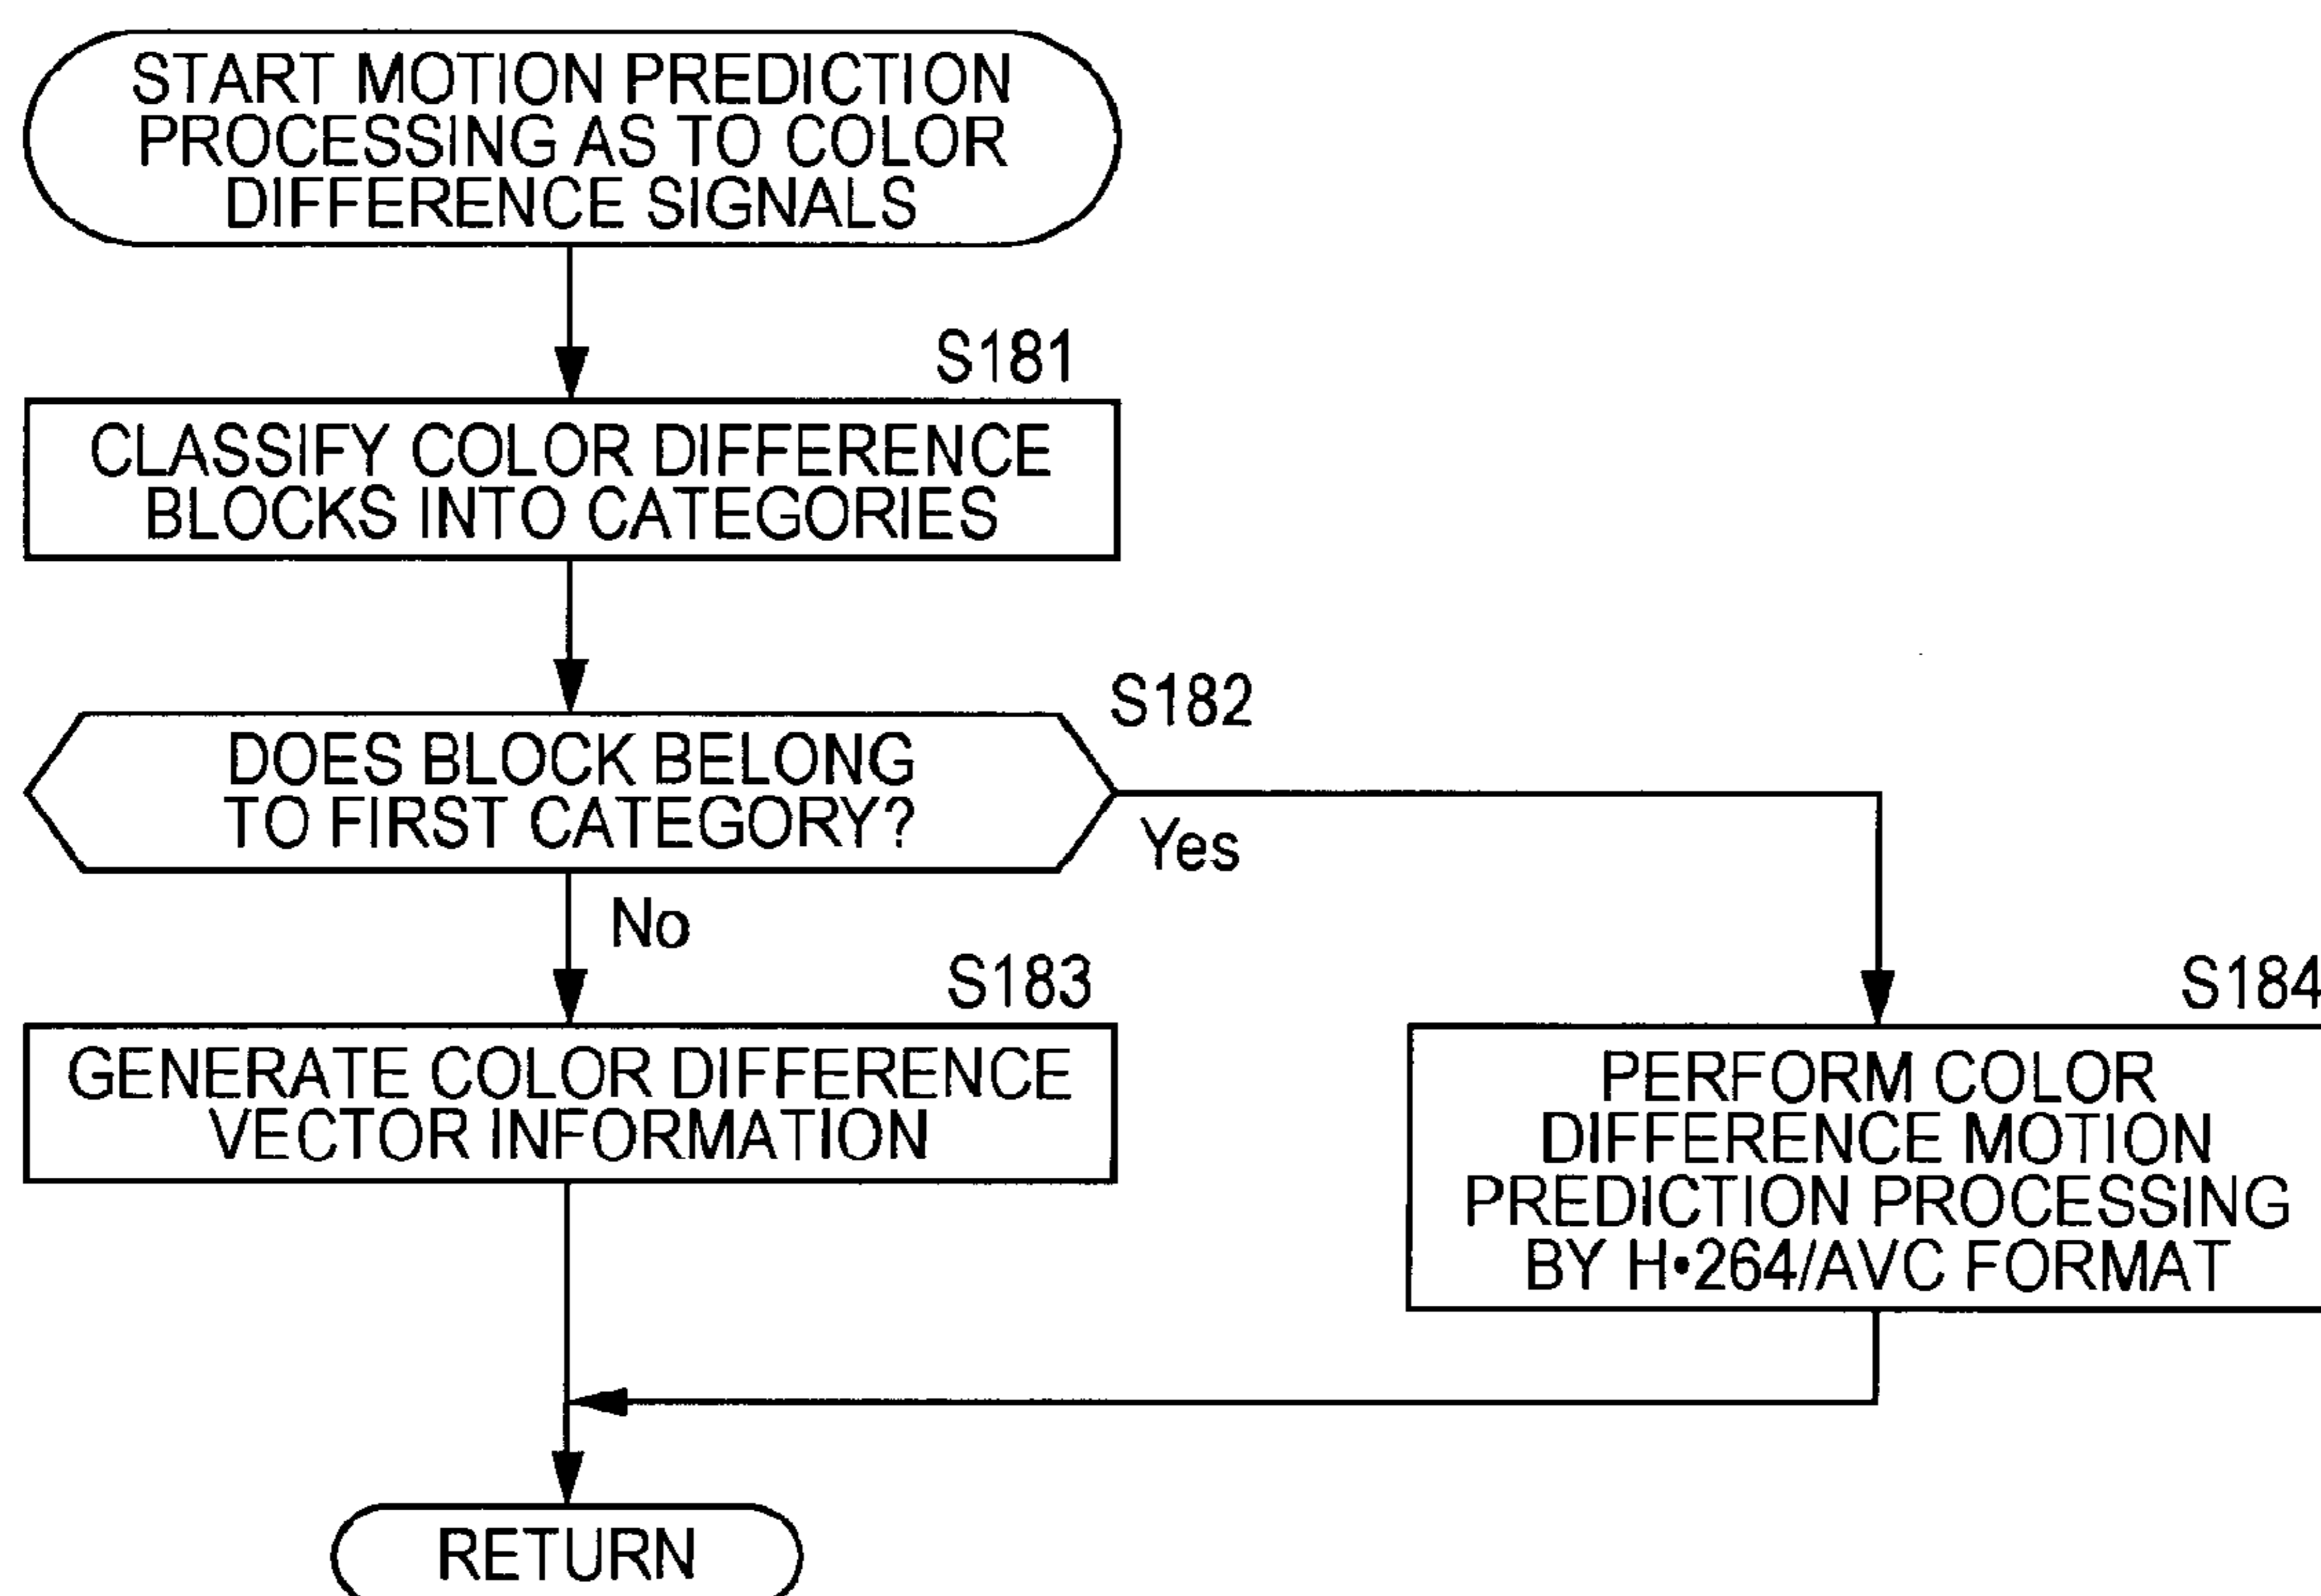 START MOTION PREDICTION
PROCESSING AS TO COLOR
DIFFERENCE SIGNALS
S181
CLASSIFY COLOR DIFFERENCE
BLOCKS INTO CATEGORIES
S182
DOES BLOCK BELONG
TO FIRST CATEGORY?
Yes
No
S183
GENERATE COLOR DIFFERENCE
VECTOR INFORMATION
S184
PERFORM COLOR
DIFFERENCE MOTION
PREDICTION PROCESSING
BY H•264/AVC FORMAT
RETURN